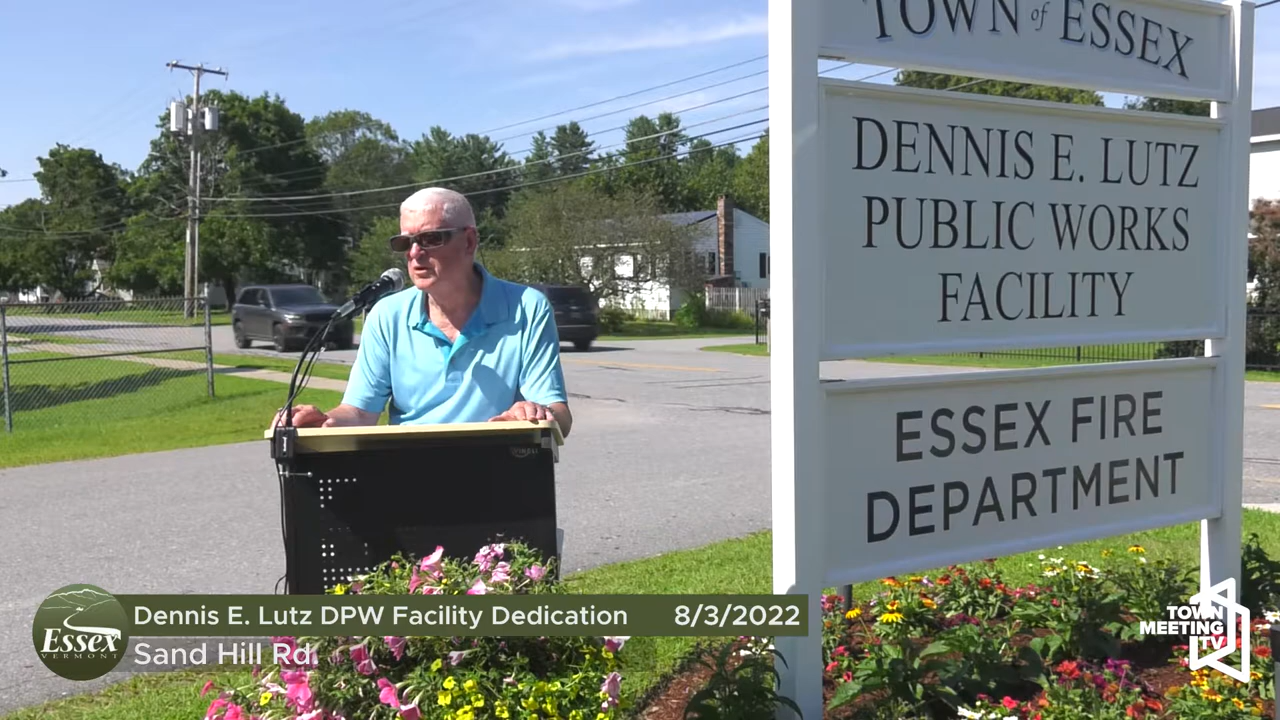 TOWN of ESSEX
DENNIS E. LUTZ
PUBLIC WORKS
FACILITY
ESSEX FIRE
DEPARTMENT
Essex
VERMONT
Dennis E. Lutz DPW Facility Dedication 8/3/2022
Sand Hill Rd.
TOWN
MEETING
TV